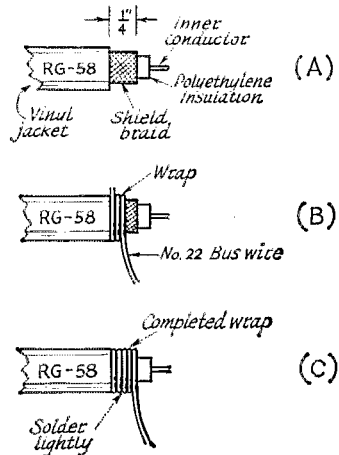 1"
4
Inner
conductor
RG-58
(A)
Polyethylene
Insulation
Vinyl
jacket
Shield
braid
Wrap
RG-58
(B)
No. 22 Bus wire
Completed wrap
RG-58
(C)
Solder
lightly